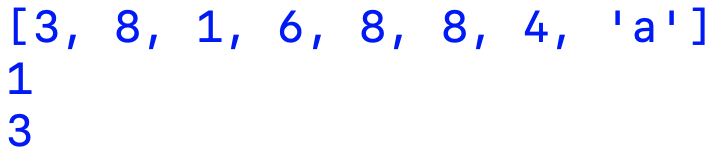 [3, 8, 1, 6, 8, 8, 4, 'a']
1
3